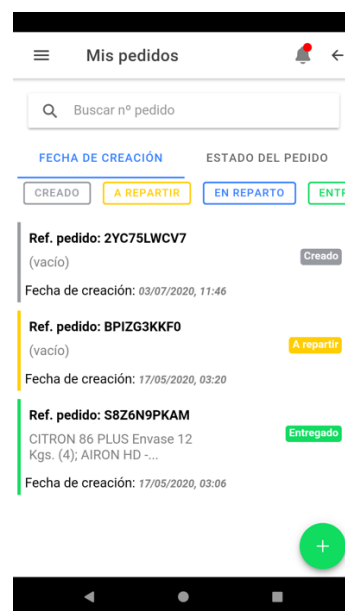 Mis pedidos
Buscar nº pedido
FECHA DE CREACIÓN ESTADO DEL PEDIDO
CREADO A REPARTIR EN REPARTO ENTR
Ref. pedido: 2YC75LWCV7
(vacío)
Creado
Fecha de creación: 03/07/2020, 11:46
Ref. pedido: BPIZG3KKF0
(vacío)
A repartir
Fecha de creación: 17/05/2020, 03:20
Ref. pedido: S8Z6N9PKAM
CITRON 86 PLUS Envase 12
Kgs. (4); AIRON HD -...
Entregado
Fecha de creación: 17/05/2020, 03:06
+